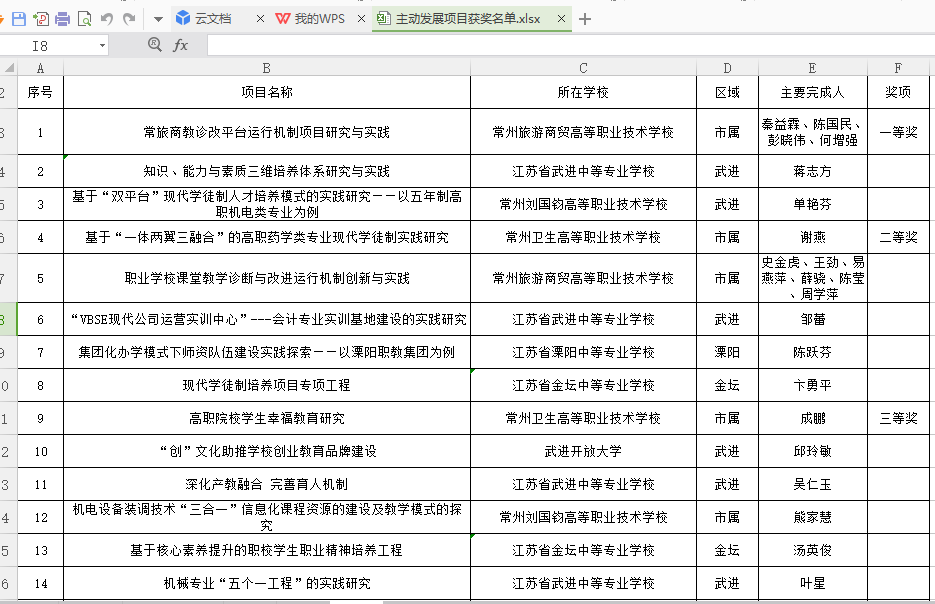 云文档 × 我的WPS × 主动发展项目获奖名单.xlsx × +
I8 fx
A B C D E F
2 序号 项目名称 所在学校 区域 主要完成人 奖项
3 1 常旅商教诊改平台运行机制项目研究与实践 常州旅游商贸高等职业技术学校 市属 秦益霖、陈国民、 一等奖
彭晓伟、何增强
4 2 知识、能力与素质三维培养体系研究与实践 江苏省武进中等专业学校 武进 蒋志方
5 3 基于“双平台”现代学徒制人才培养模式的实践研究——以五年制高 常州刘国钧高等职业技术学校 武进 单艳芬
职机电类专业为例
6 4 基于“一体两翼三融合”的高职药学类专业现代学徒制实践研究 常州卫生高等职业技术学校 市属 谢燕 二等奖
7 5 职业学校课堂教学诊断与改进运行机制创新与实践 常州旅游商贸高等职业技术学校 市属 史金虎、王劲、易
燕萍、薛骁、陈莹
、周学萍
8 6 “VBSE现代公司运营实训中心”---会计专业实训基地建设的实践研究 江苏省武进中等专业学校 武进 邹蕾
9 7 集团化办学模式下师资队伍建设实践探索——以溧阳职教集团为例 江苏省溧阳中等专业学校 溧阳 陈跃芬
0 8 现代学徒制培养项目专项工程 江苏省金坛中等专业学校 金坛 卞勇平
1 9 高职院校学生幸福教育研究 常州卫生高等职业技术学校 市属 成鹏 三等奖
2 10 “创”文化助推学校创业教育品牌建设 武进开放大学 武进 邱玲敏
3 11 深化产教融合 完善育人机制 江苏省武进中等专业学校 武进 吴仁玉
4 12 机电设备装调技术“三合一”信息化课程资源的建设及教学模式的探 常州刘国钧高等职业技术学校 市属 熊家慧
究
5 13 基于核心素养提升的职校学生职业精神培养工程 江苏省金坛中等专业学校 金坛 汤英俊
6 14 机械专业“五个一工程”的实践研究 江苏省武进中等专业学校 武进 叶星